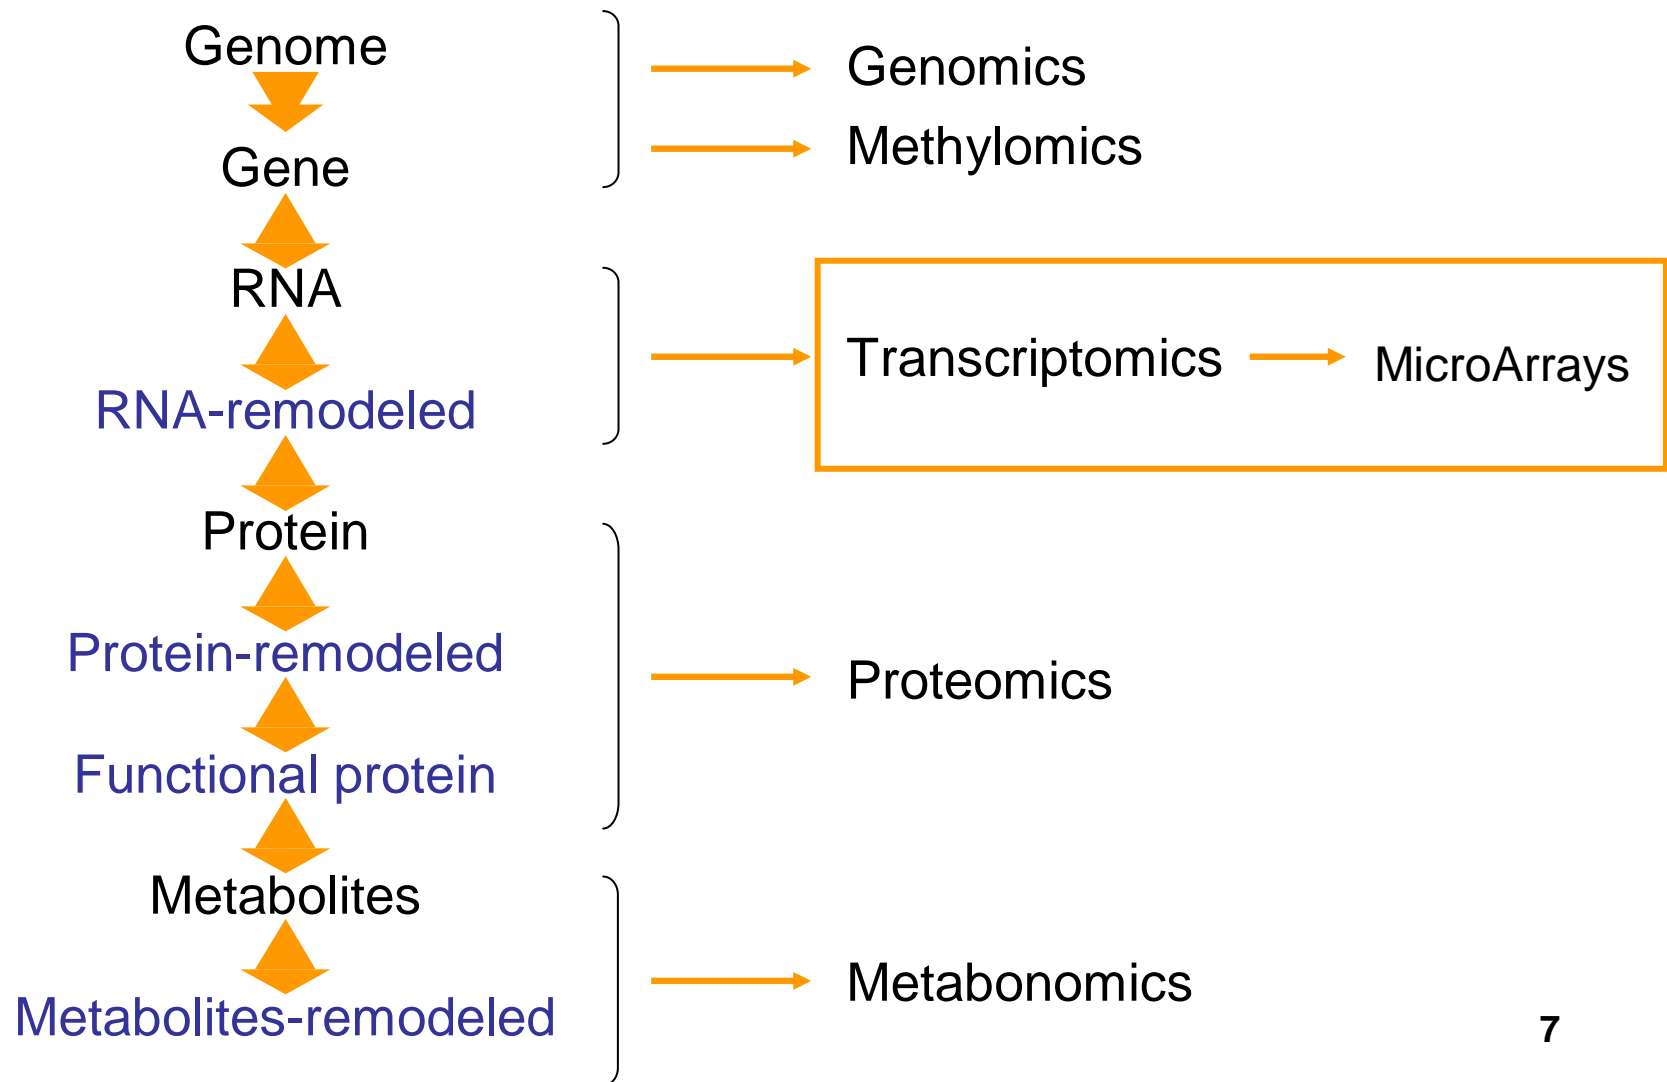 Genome
Genomics
Methylomics
Gene
RNA
Transcriptomics
MicroArrays
RNA-remodeled
Protein
Protein-remodeled
Proteomics
Functional protein
Metabolites
Metabonomics
Metabolites-remodeled
7